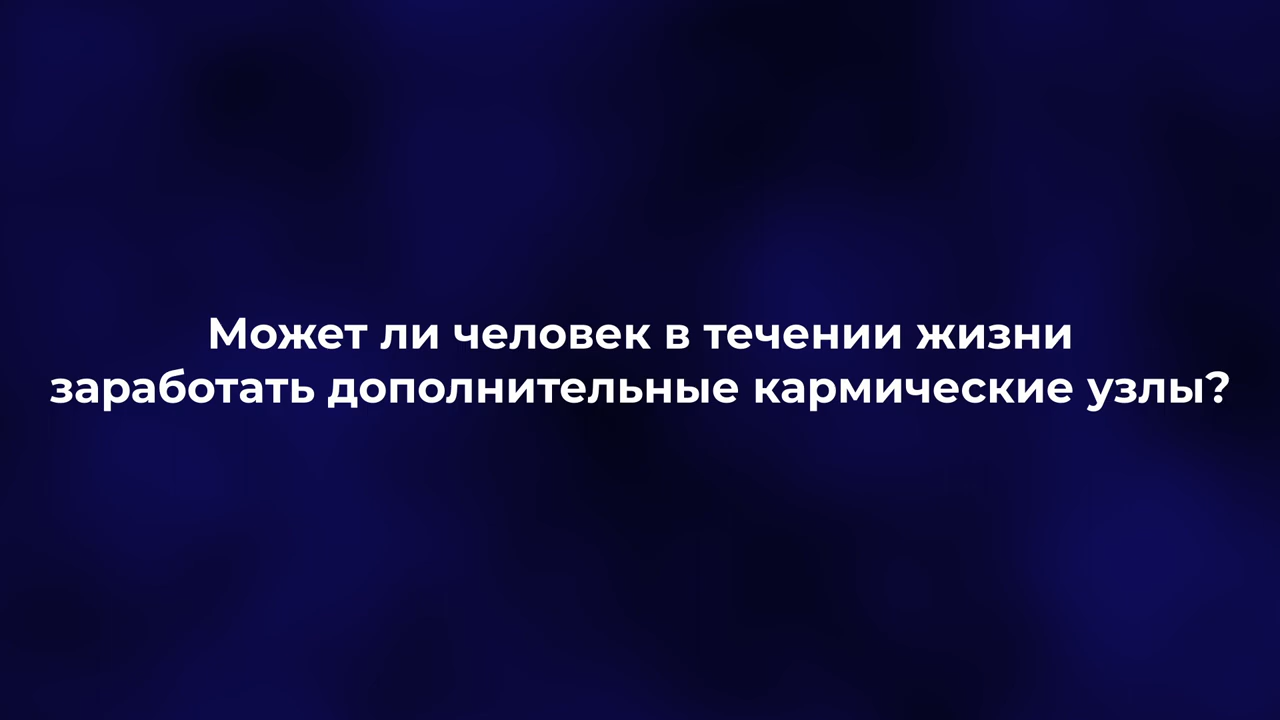 Может ли человек в течении жизни
заработать дополнительные кармические узлы?